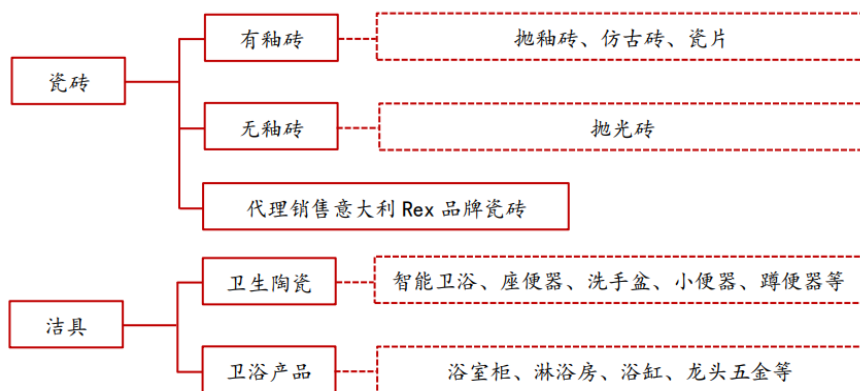 瓷砖
有釉砖
抛釉砖、仿古砖、瓷片
无釉砖
抛光砖
代理销售意大利 Rex 品牌瓷砖
洁具
卫生陶瓷
智能卫浴、座便器、洗手盆、小便器、蹲便器等
卫浴产品
浴室柜、淋浴房、浴缸、龙头五金等